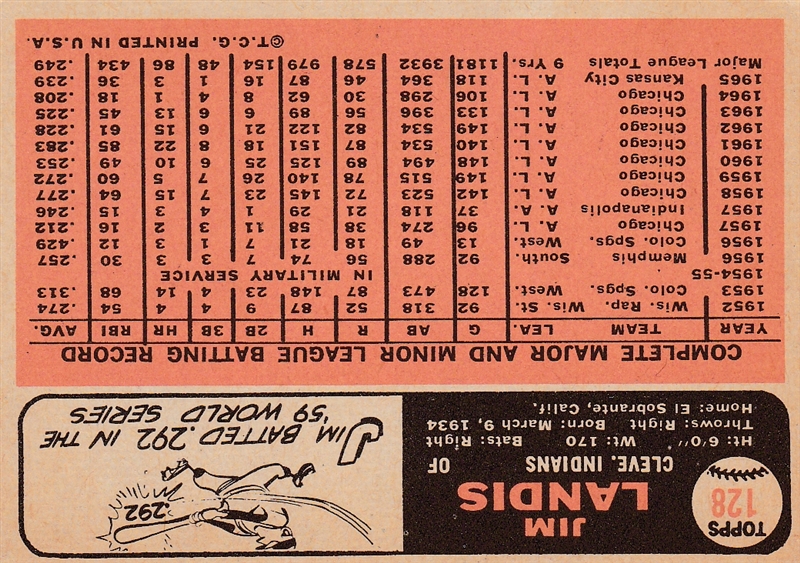 TOPPS
128
JIM
LANDIS
OF
CLEVE. INDIANS
Ht: 6'0" Wt: 170 Bats: Right
Throws: Right Born: March 9, 1934
Home: El Sobrante, Calif.
.292
JIM BATTED .292 IN THE
'59 WORLD SERIES
COMPLETE MAJOR AND MINOR LEAGUE BATTING RECORD
YEAR TEAM LEA. G AB R H 2B 3B HR RBI AVG.
1952 Wis. Rap. Wis. St. 92 318 52 87 9 4 4 54 .274
1953 Colo. Spgs. West. 128 473 87 148 23 4 14 68 .313
1954-55 IN MILITARY SERVICE
1956 Memphis South. 92 288 56 74 7 3 3 30 .257
1956 Colo. Spgs. West. 13 49 18 21 7 1 3 12 .429
1957 Chicago A. L. 96 274 38 58 11 3 2 16 .212
1957 Indianapolis A. A. 37 118 21 29 1 4 3 15 .246
1958 Chicago A. L. 142 523 72 145 23 7 15 64 .277
1959 Chicago A. L. 149 515 78 140 26 7 5 60 .272
1960 Chicago A. L. 148 494 89 125 25 6 10 49 .253
1961 Chicago A. L. 140 534 87 151 18 8 22 85 .283
1962 Chicago A. L. 149 534 82 122 21 6 15 61 .228
1963 Chicago A. L. 133 396 56 89 6 6 13 45 .225
1964 Chicago A. L. 106 298 30 62 8 4 1 18 .208
1965 Kansas City A. L. 118 364 46 87 16 1 3 36 .239
Major League Totals 9 Yrs. 1181 3932 578 979 154 48 86 434 .249
©T.C.G. PRINTED IN U.S.A.